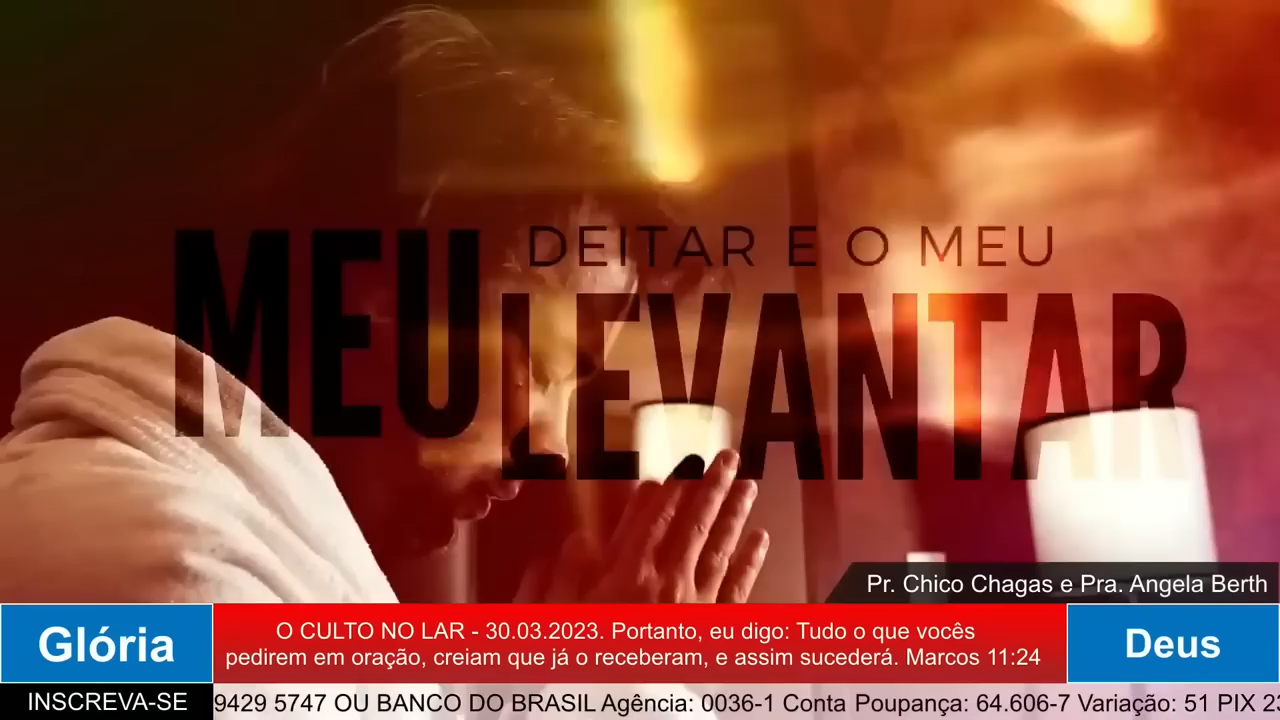 MEU
DEITAR E O MEU
LEVANTAR
Pr. Chico Chagas e Pra. Angela Berth
Glória
O CULTO NO LAR - 30.03.2023. Portanto, eu digo: Tudo o que vocês
pedirem em oração, creiam que já o receberam, e assim sucederá. Marcos 11:24
Deus
INSCREVA-SE
9429 5747 OU BANCO DO BRASIL Agência: 0036-1 Conta Poupança: 64.606-7 Variação: 51 PIX